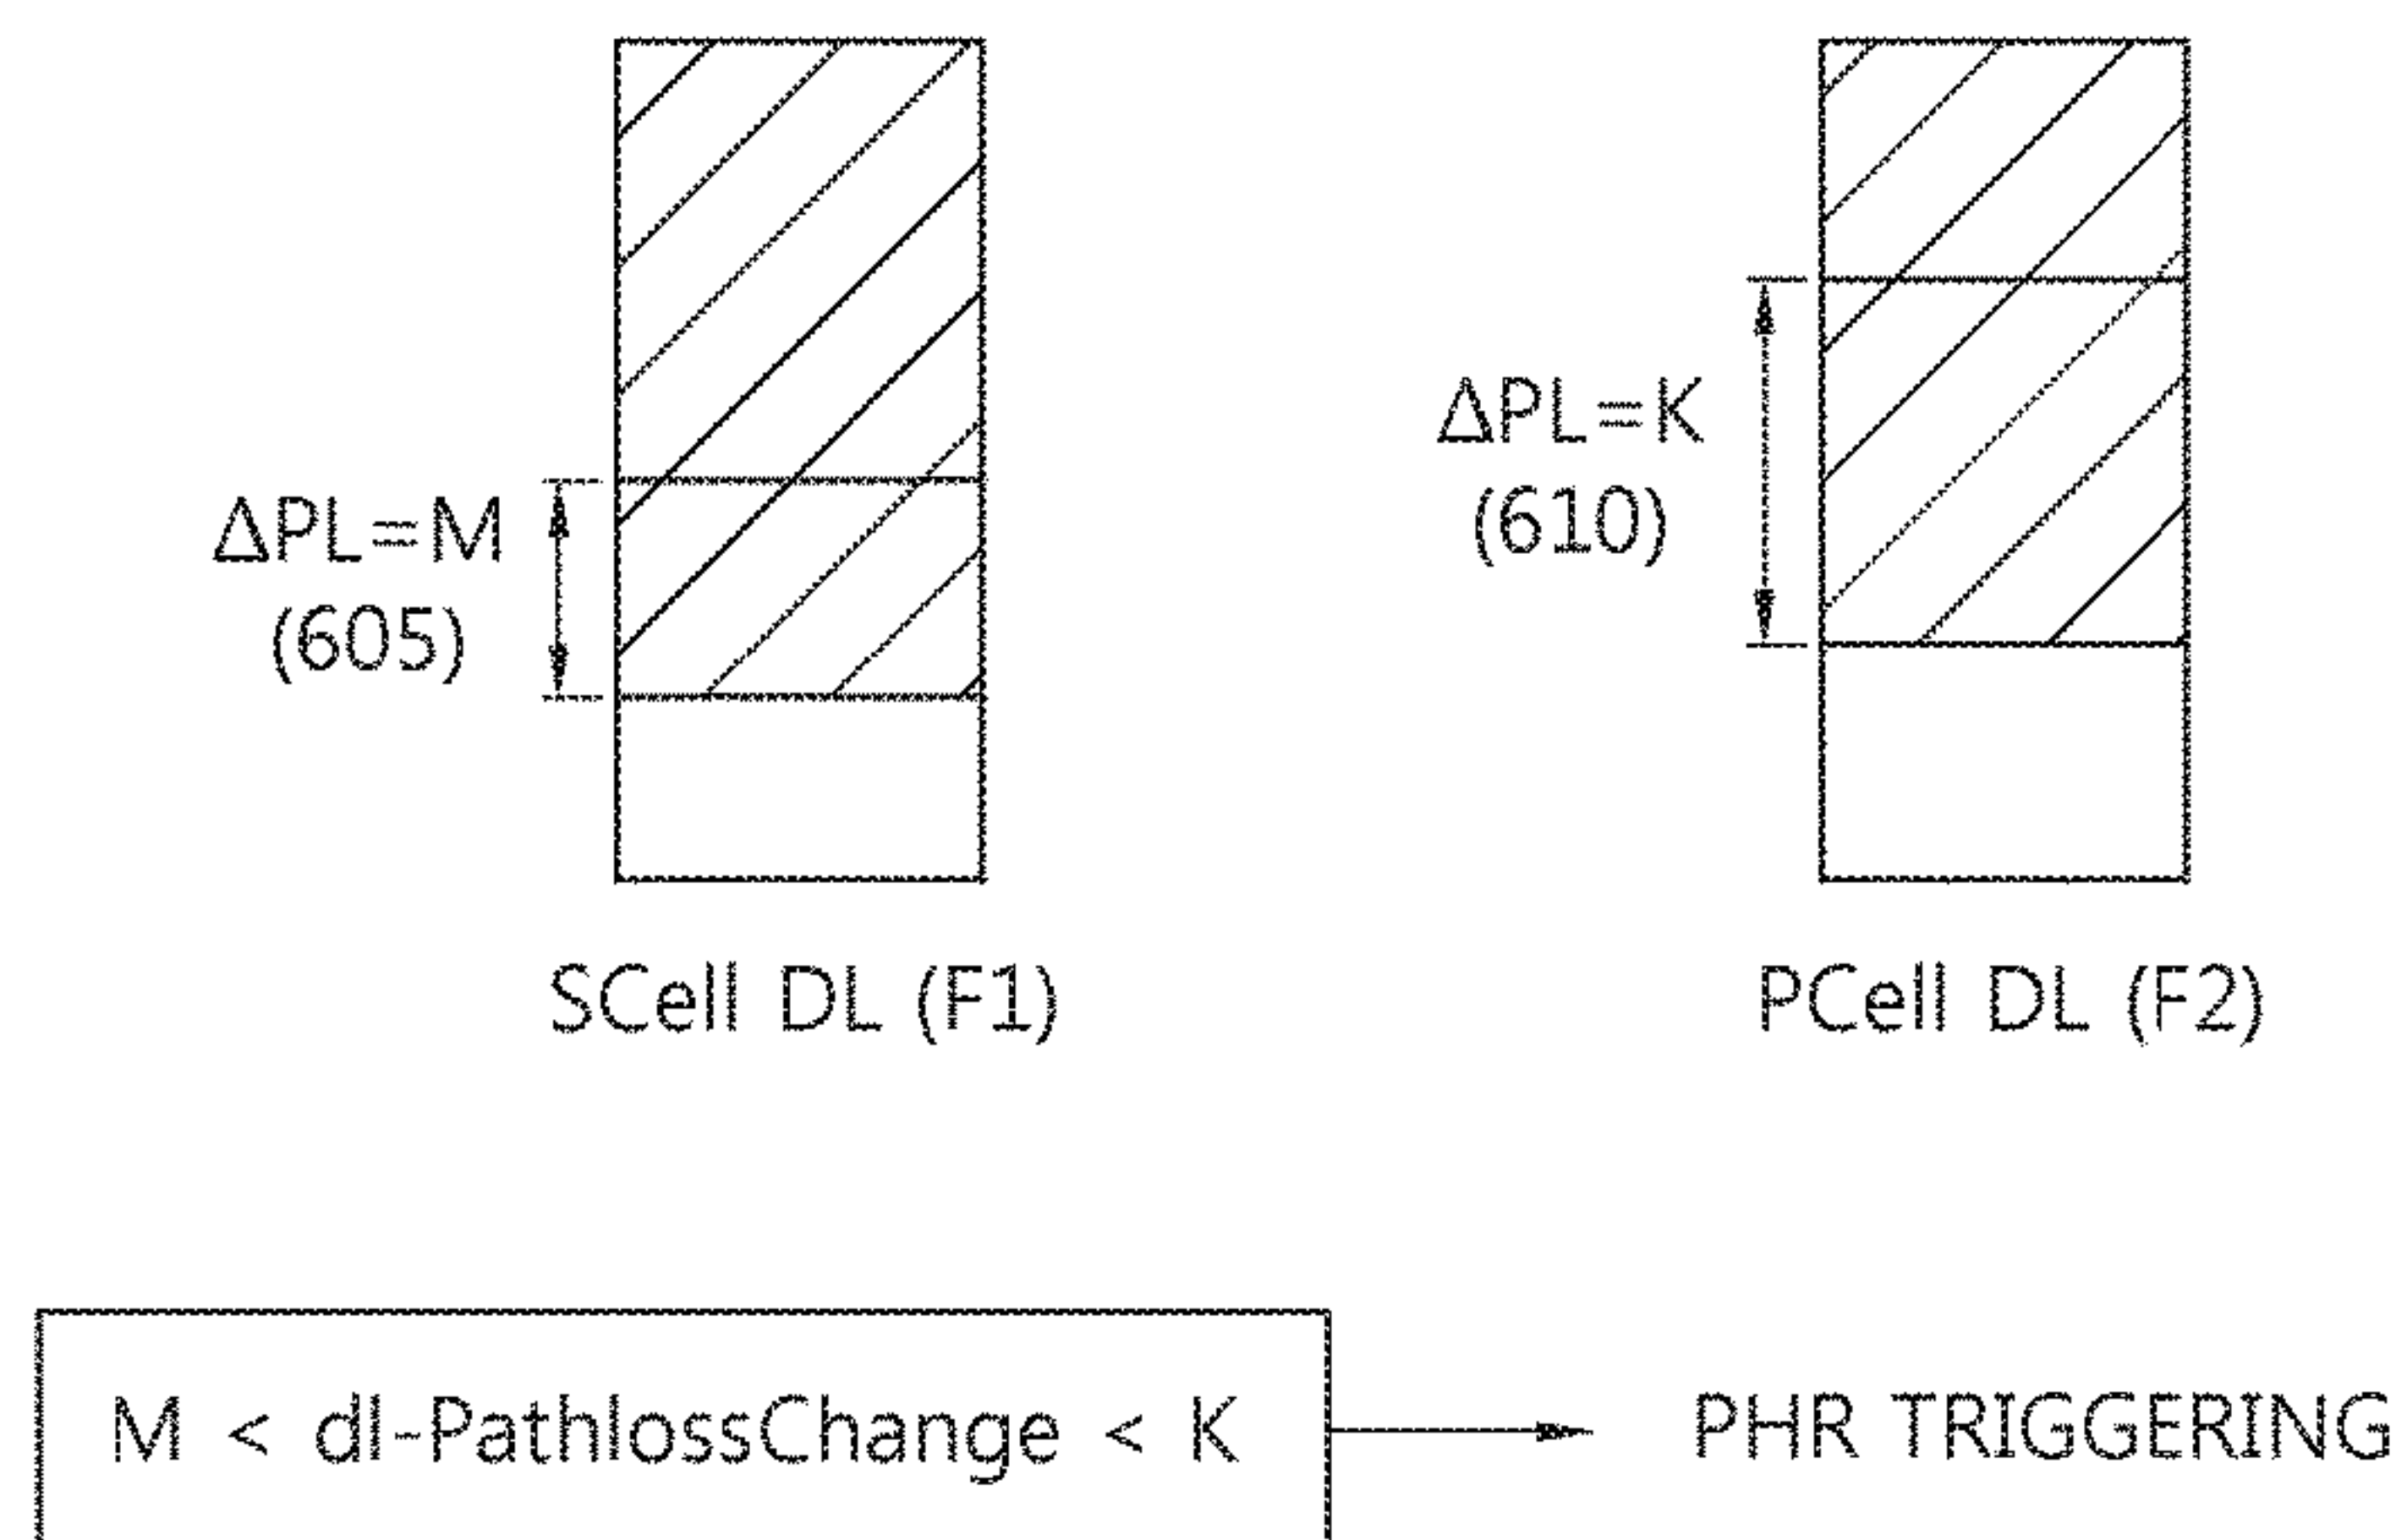 ΔPL=M
(605)
ΔPL=K
(610)
SCell DL (F1)
PCell DL (F2)
M < dl-PathlossChange < K
PHR TRIGGERING